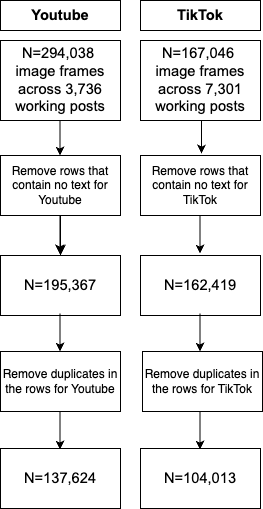 Youtube
N=294,038
image frames
across 3,736
working posts
Remove rows that
contain no text for
Youtube
N=195,367
Remove duplicates in
the rows for Youtube
N=137,624
TikTok
N=167,046
image frames
across 7,301
working posts
Remove rows that
contain no text for
TikTok
N=162,419
Remove duplicates in
the rows for TikTok
N=104,013